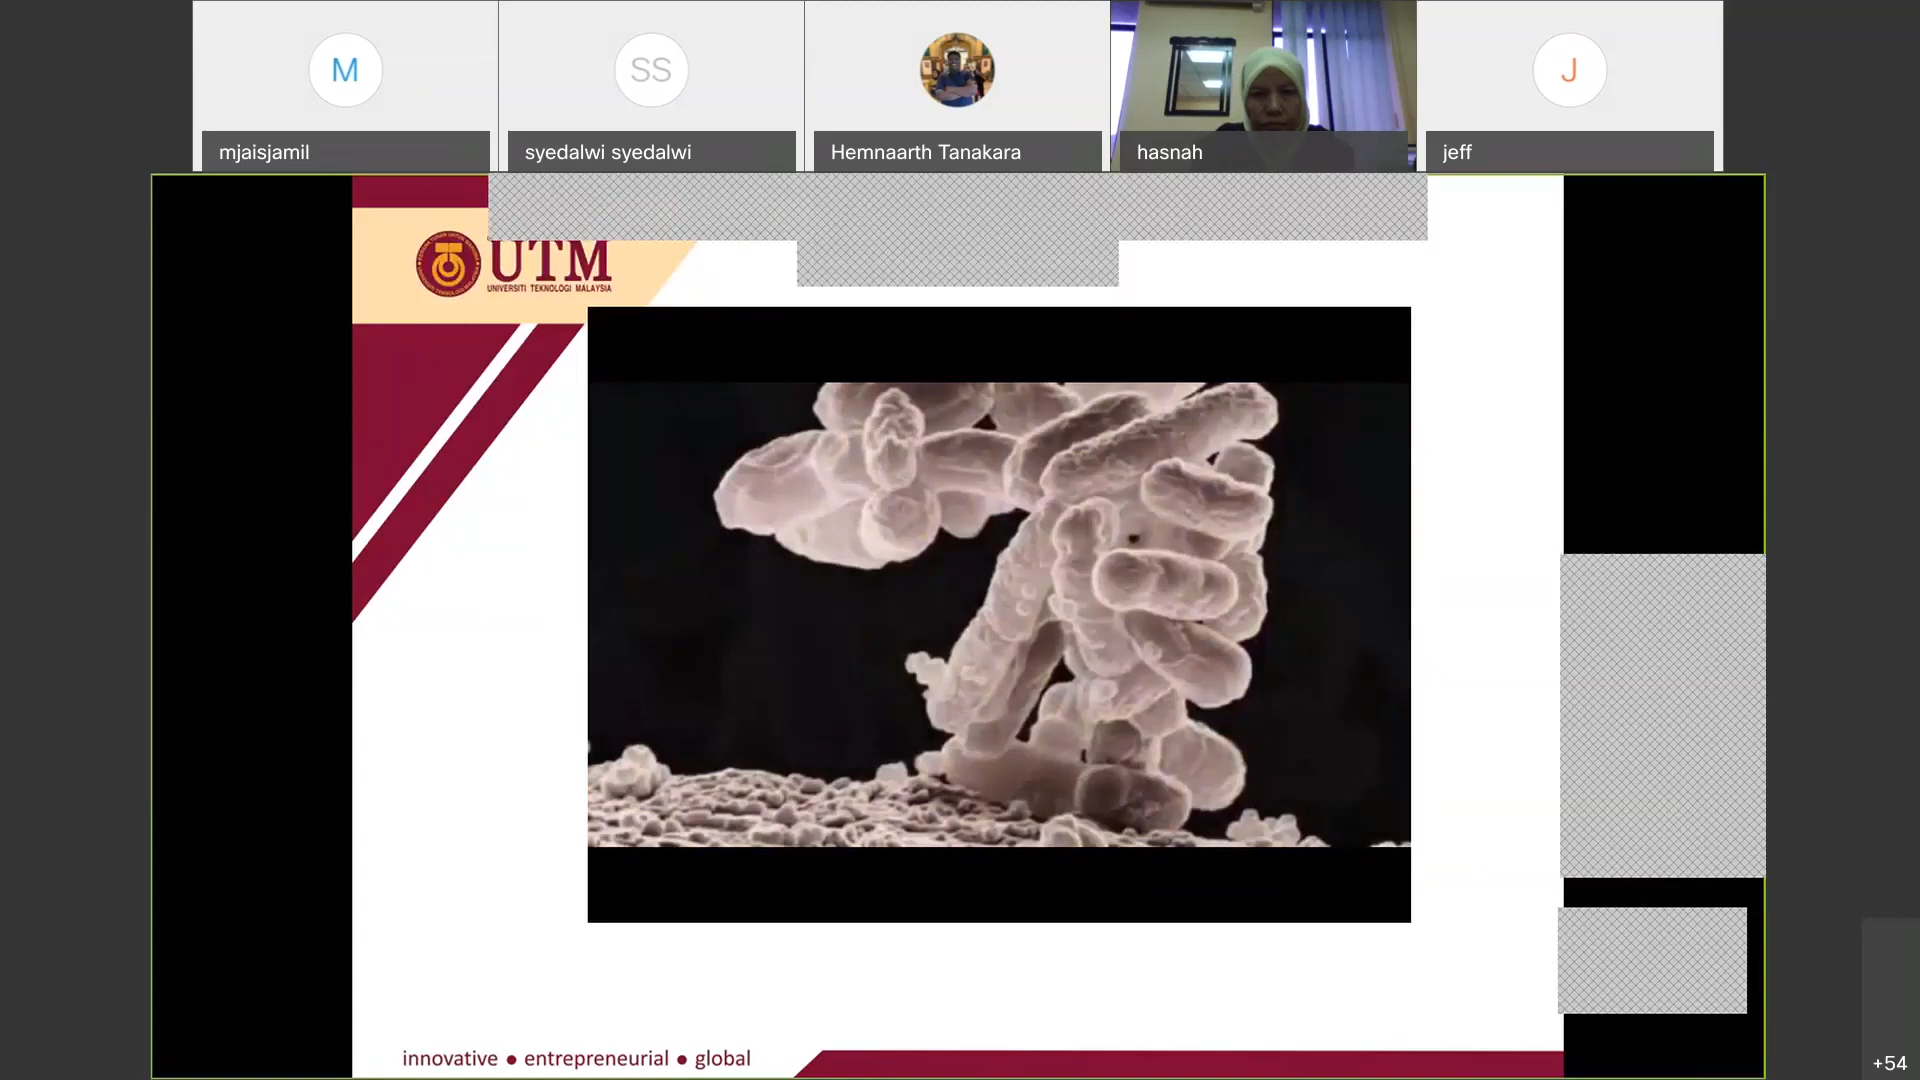 M
SS
J
mjaisjamil
syedalwi syedalwi
Hemnaarth Tanakara
hasnah
jeff
UTM
UNIVERSITI TEKNOLOGI MALAYSIA
innovative ● entrepreneurial ● global
+54